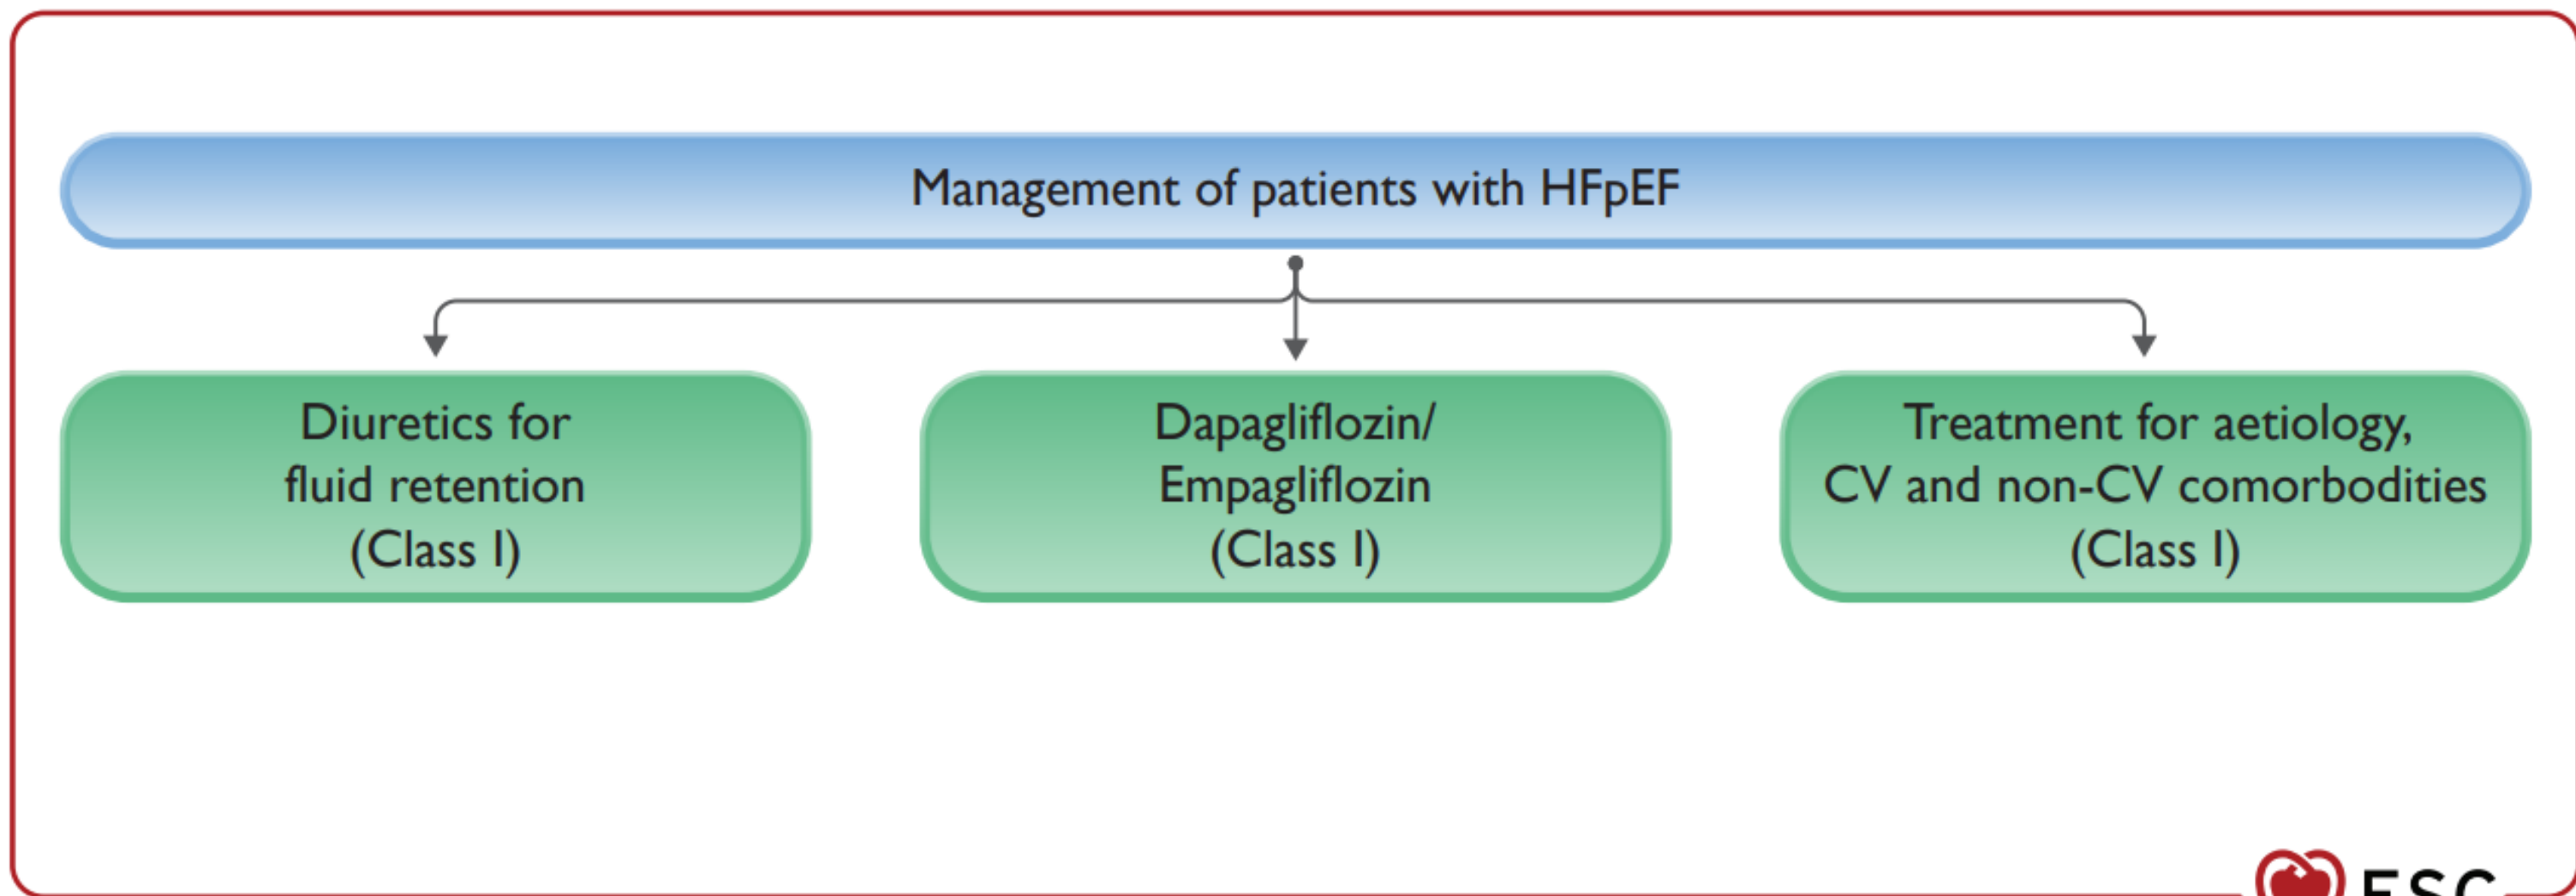 Management of patients with HFpEF
Diuretics for
fluid retention
(Class I)
Dapagliflozin/
Empagliflozin
(Class I)
Treatment for aetiology,
CV and non-CV comorbodities
(Class I)
ESC